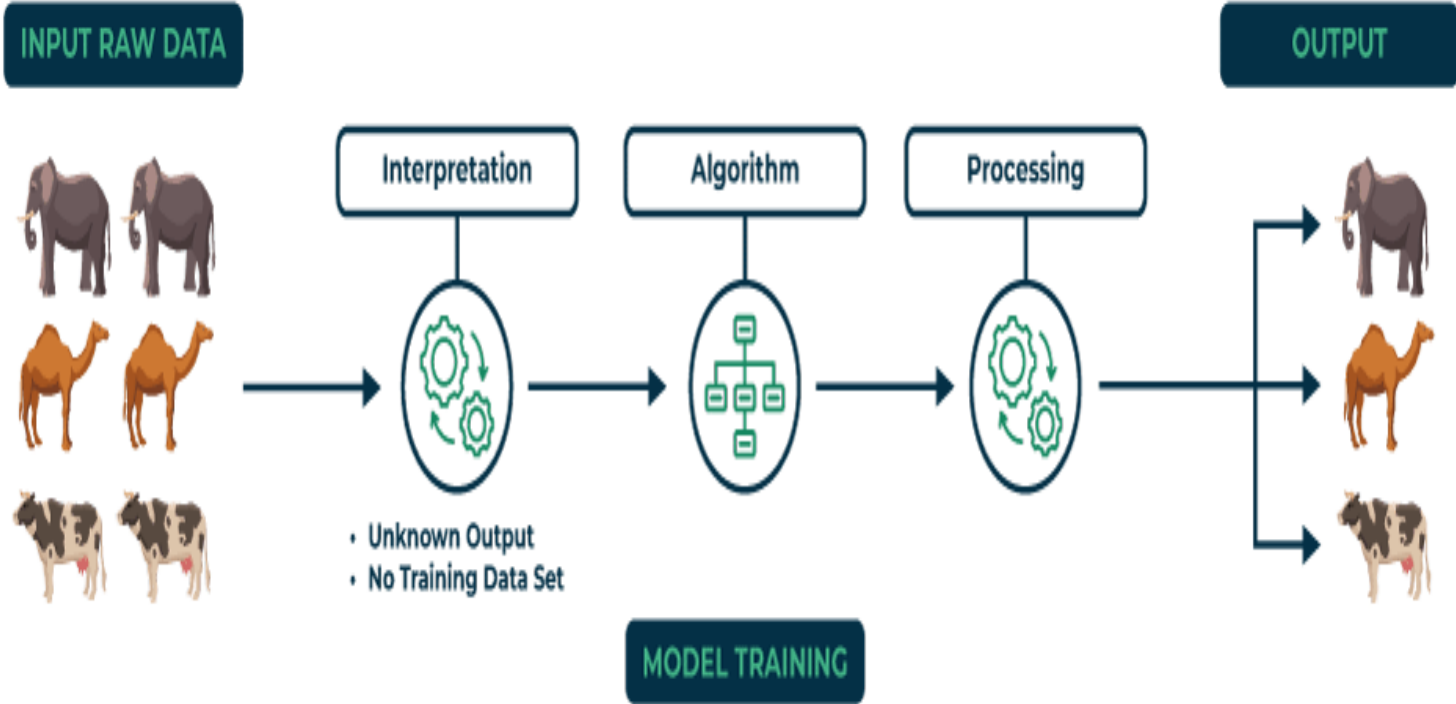 INPUT RAW DATA
OUTPUT
Interpretation
Algorithm
Processing
• Unknown Output
• No Training Data Set
MODEL TRAINING